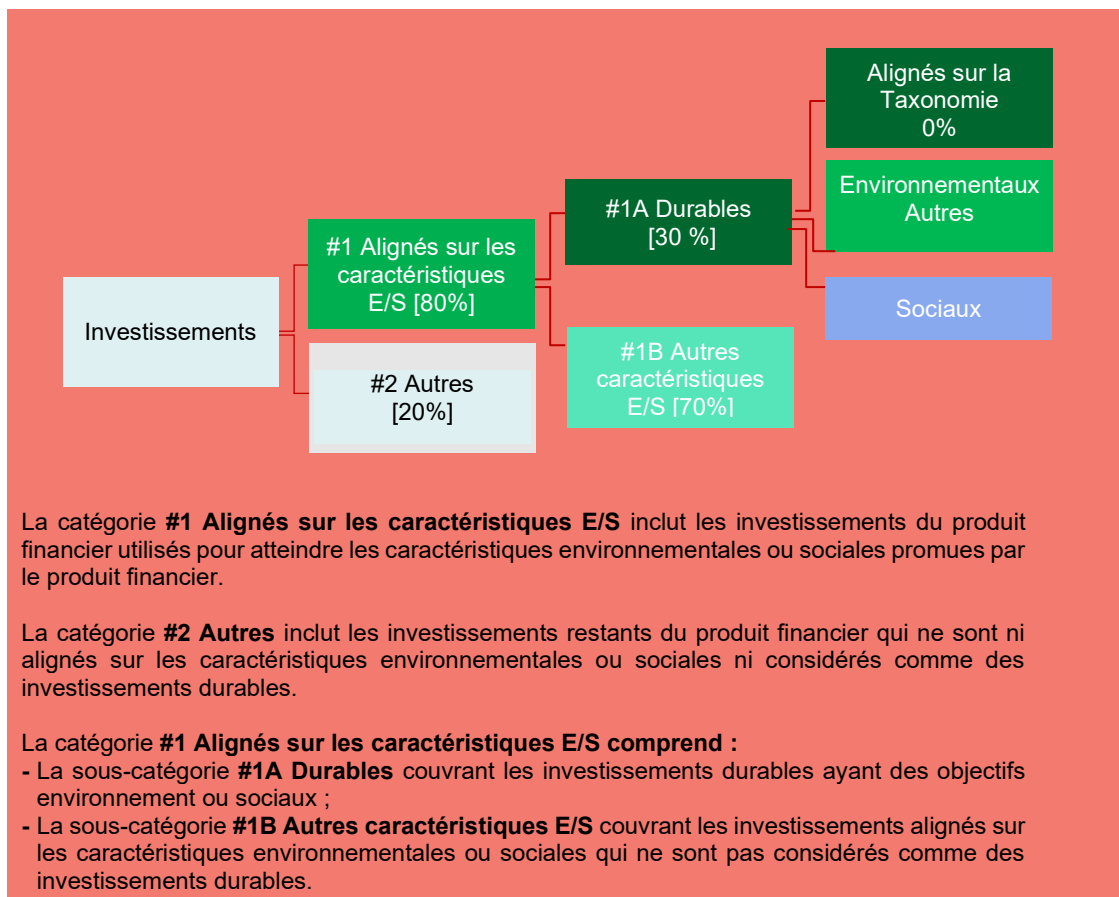 Alignés sur la
Taxonomie
0%
Environnementaux
Autres
#1A Durables
[30 %]
#1 Alignés sur les
caractéristiques
E/S [80%]
Sociaux
Investissements
#1B Autres
caractéristiques
E/S [70%]
#2 Autres
[20%]
La catégorie #1 Alignés sur les caractéristiques E/S inclut les investissements du produit
financier utilisés pour atteindre les caractéristiques environnementales ou sociales promues par
le produit financier.
La catégorie #2 Autres inclut les investissements restants du produit financier qui ne sont ni
alignés sur les caractéristiques environnementales ou sociales ni considérés comme des
investissements durables.
La catégorie #1 Alignés sur les caractéristiques E/S comprend :
- La sous-catégorie #1A Durables couvrant les investissements durables ayant des objectifs
environnement ou sociaux ;
- La sous-catégorie #1B Autres caractéristiques E/S couvrant les investissements alignés sur
les caractéristiques environnementales ou sociales qui ne sont pas considérés comme des
investissements durables.